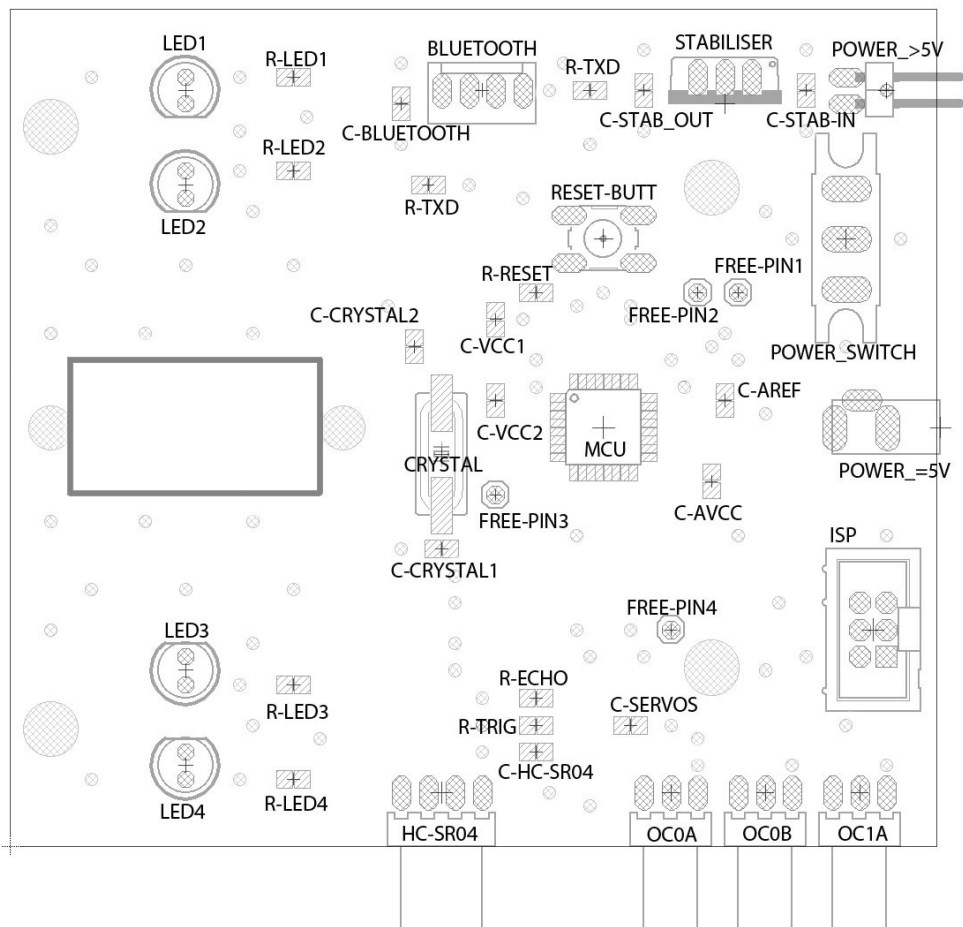 LED1
R-LED1
BLUETOOTH
R-TXD
STABILISER
POWER_>5V
C-BLUETOOTH
C-STAB_OUT
C-STAB-IN
R-LED2
LED2
R-TXD
RESET-BUTT
R-RESET
FREE-PIN1
FREE-PIN2
C-CRYSTAL2
C-VCC1
POWER_SWITCH
C-AREF
C-VCC2
MCU
CRYSTAL
POWER_=5V
FREE-PIN3
C-AVCC
ISP
C-CRYSTAL1
LED3
FREE-PIN4
R-ECHO
R-LED3
R-TRIG
C-SERVOS
C-HC-SR04
LED4
R-LED4
HC-SR04
OC0A
OC0B
OC1A